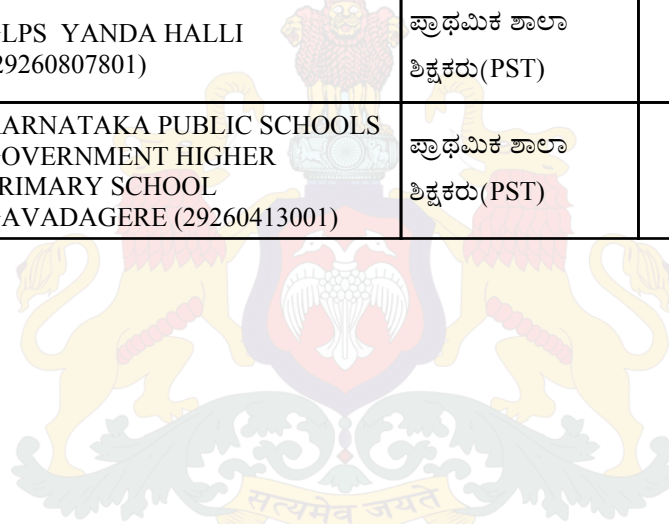 LPS YANDA HALLI
29260807801)
ಪ್ರಾಥಮಿಕ ಶಾಲಾ
ಶಿಕ್ಷಕರು(PST)
ARNATAKA PUBLIC SCHOOLS
OVERNMENT HIGHER
RIMARY SCHOOL
AVADAGERE (29260413001)
ಪ್ರಾಥಮಿಕ ಶಾಲಾ
ಶಿಕ್ಷಕರು(PST)
सत्यमेव जयते